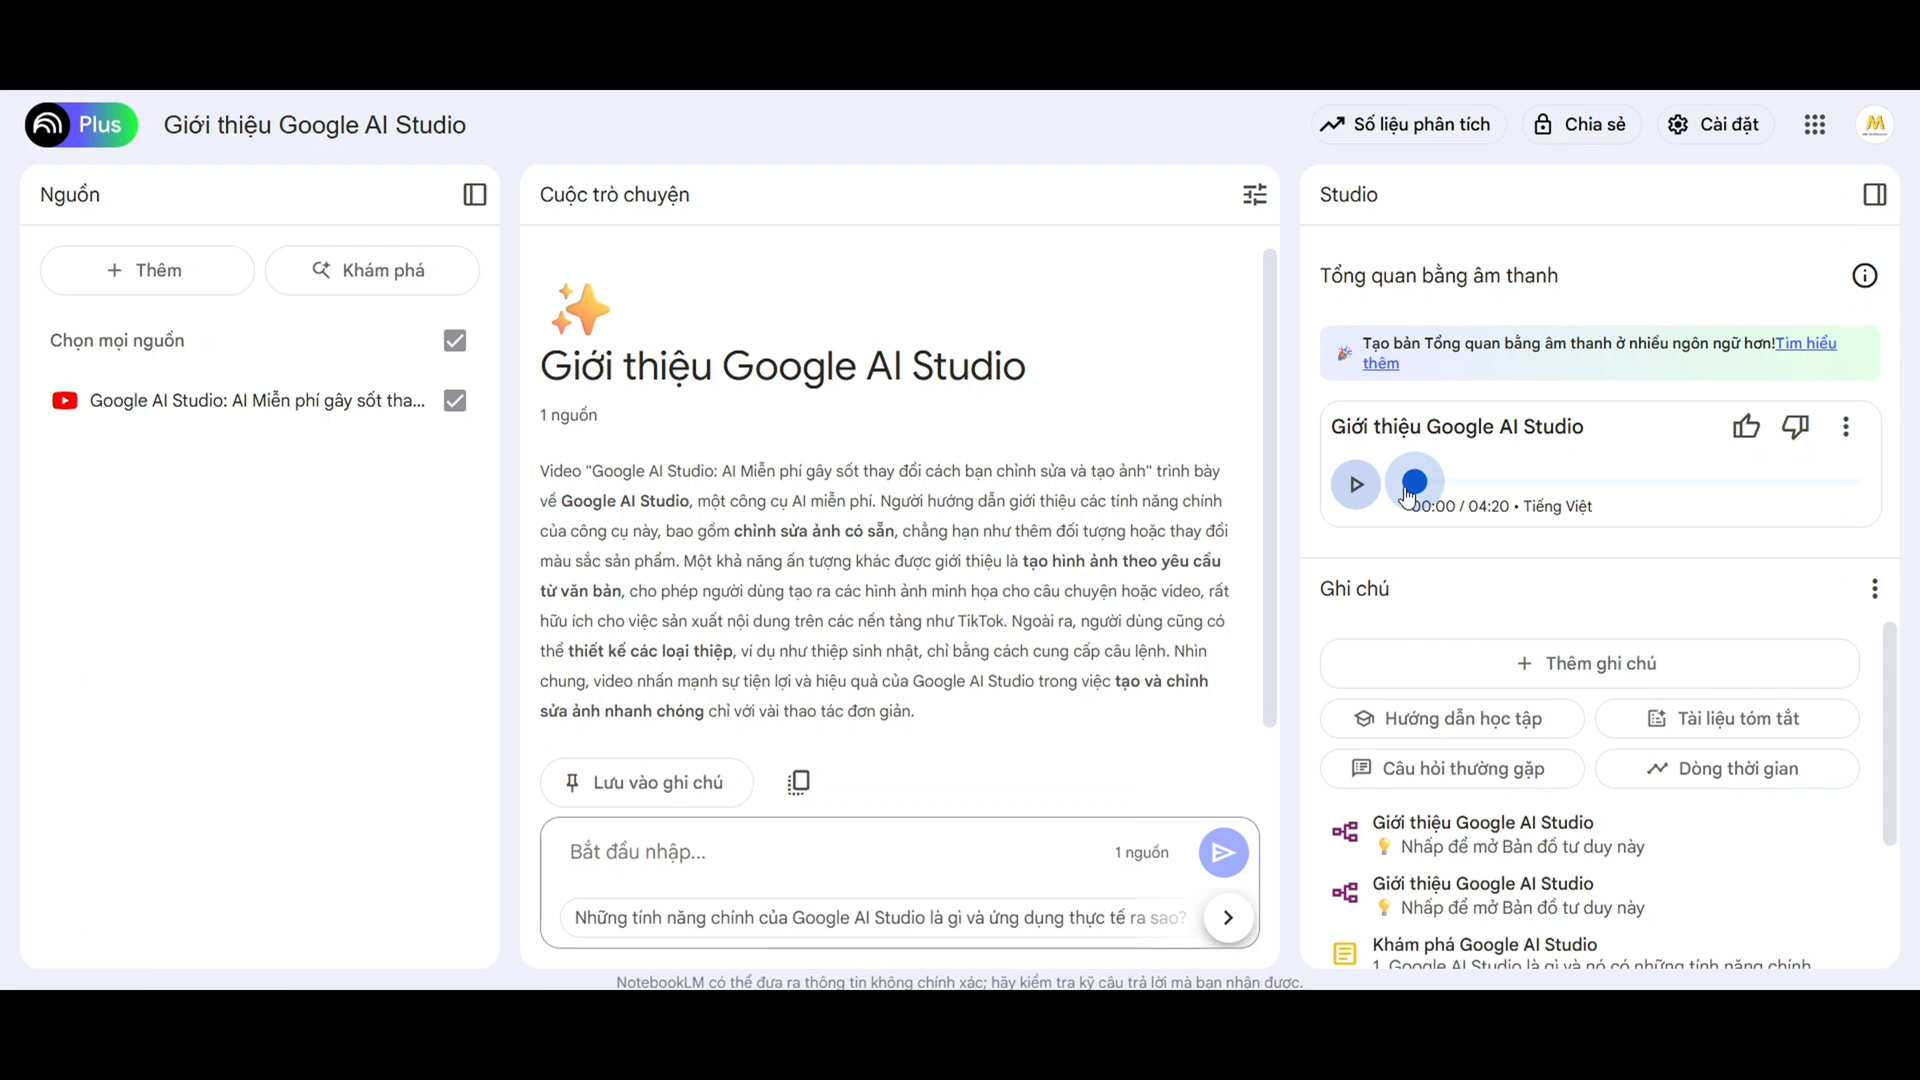 Plus
Giới thiệu Google AI Studio
Số liệu phân tích
Chia sẻ
Cài đặt
Nguồn
Thêm
Khám phá
Chọn mọi nguồn
Google AI Studio: AI Miễn phí gây sốt tha...
Cuộc trò chuyện
Giới thiệu Google AI Studio
1 nguồn
Video "Google AI Studio: AI Miễn phí gây sốt thay đổi cách bạn chỉnh sửa và tạo ảnh" trình bày
về Google AI Studio, một công cụ AI miễn phí. Người hướng dẫn giới thiệu các tính năng chính
của công cụ này, bao gồm chỉnh sửa ảnh có sẵn, chẳng hạn như thêm đối tượng hoặc thay đổi
màu sắc sản phẩm. Một khả năng ấn tượng khác được giới thiệu là tạo hình ảnh theo yêu cầu
từ văn bản, cho phép người dùng tạo ra các hình ảnh minh họa cho câu chuyện hoặc video, rất
hữu ích cho việc sản xuất nội dung trên các nền tảng như TikTok. Ngoài ra, người dùng cũng có
thể thiết kế các loại thiệp, ví dụ như thiệp sinh nhật, chỉ bằng cách cung cấp câu lệnh. Nhìn
chung, video nhấn mạnh sự tiện lợi và hiệu quả của Google AI Studio trong việc tạo và chỉnh
sửa ảnh nhanh chóng chỉ với vài thao tác đơn giản.
Lưu vào ghi chú
Bắt đầu nhập...
1 nguồn
Những tính năng chính của Google AI Studio là gì và ứng dụng thực tế ra sao?
NotebookLM có thể đưa ra thông tin không chính xác; hãy kiểm tra kỹ câu trả lời mà bạn nhận được.
Studio
Tổng quan bằng âm thanh
Tạo bản Tổng quan bằng âm thanh ở nhiều ngôn ngữ hơn!Tìm hiểu
thêm
Giới thiệu Google AI Studio
00:00 / 04:20 • Tiếng Việt
Ghi chú
Thêm ghi chú
Hướng dẫn học tập
Tài liệu tóm tắt
Câu hỏi thường gặp
Dòng thời gian
Giới thiệu Google AI Studio
Nhấp để mở Bản đồ tư duy này
Giới thiệu Google AI Studio
Nhấp để mở Bản đồ tư duy này
Khám phá Google AI Studio
1. Google AI Studio là gì và nó có những tính năng chính